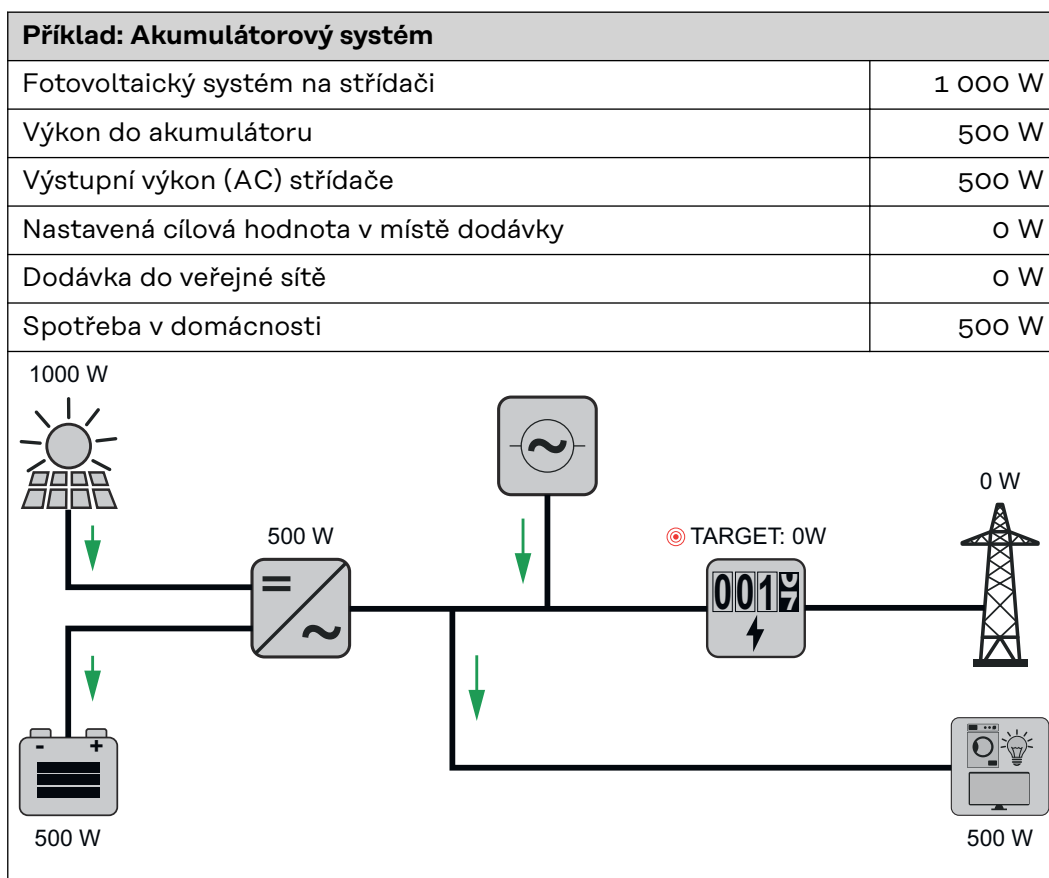 Příklad: Akumulátorový systém
Fotovoltaický systém na střídači 1 000 W
Výkon do akumulátoru 500 W
Výstupní výkon (AC) střídače 500 W
Nastavená cílová hodnota v místě dodávky 0 W
Dodávka do veřejné sítě 0 W
Spotřeba v domácnosti 500 W
1000 W
0 W
500 W
TARGET: 0W
001
- +
500 W
500 W